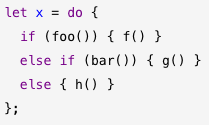 let x = do {
  if (foo()) { f() }
  else if (bar()) { g() }
  else { h() }
};